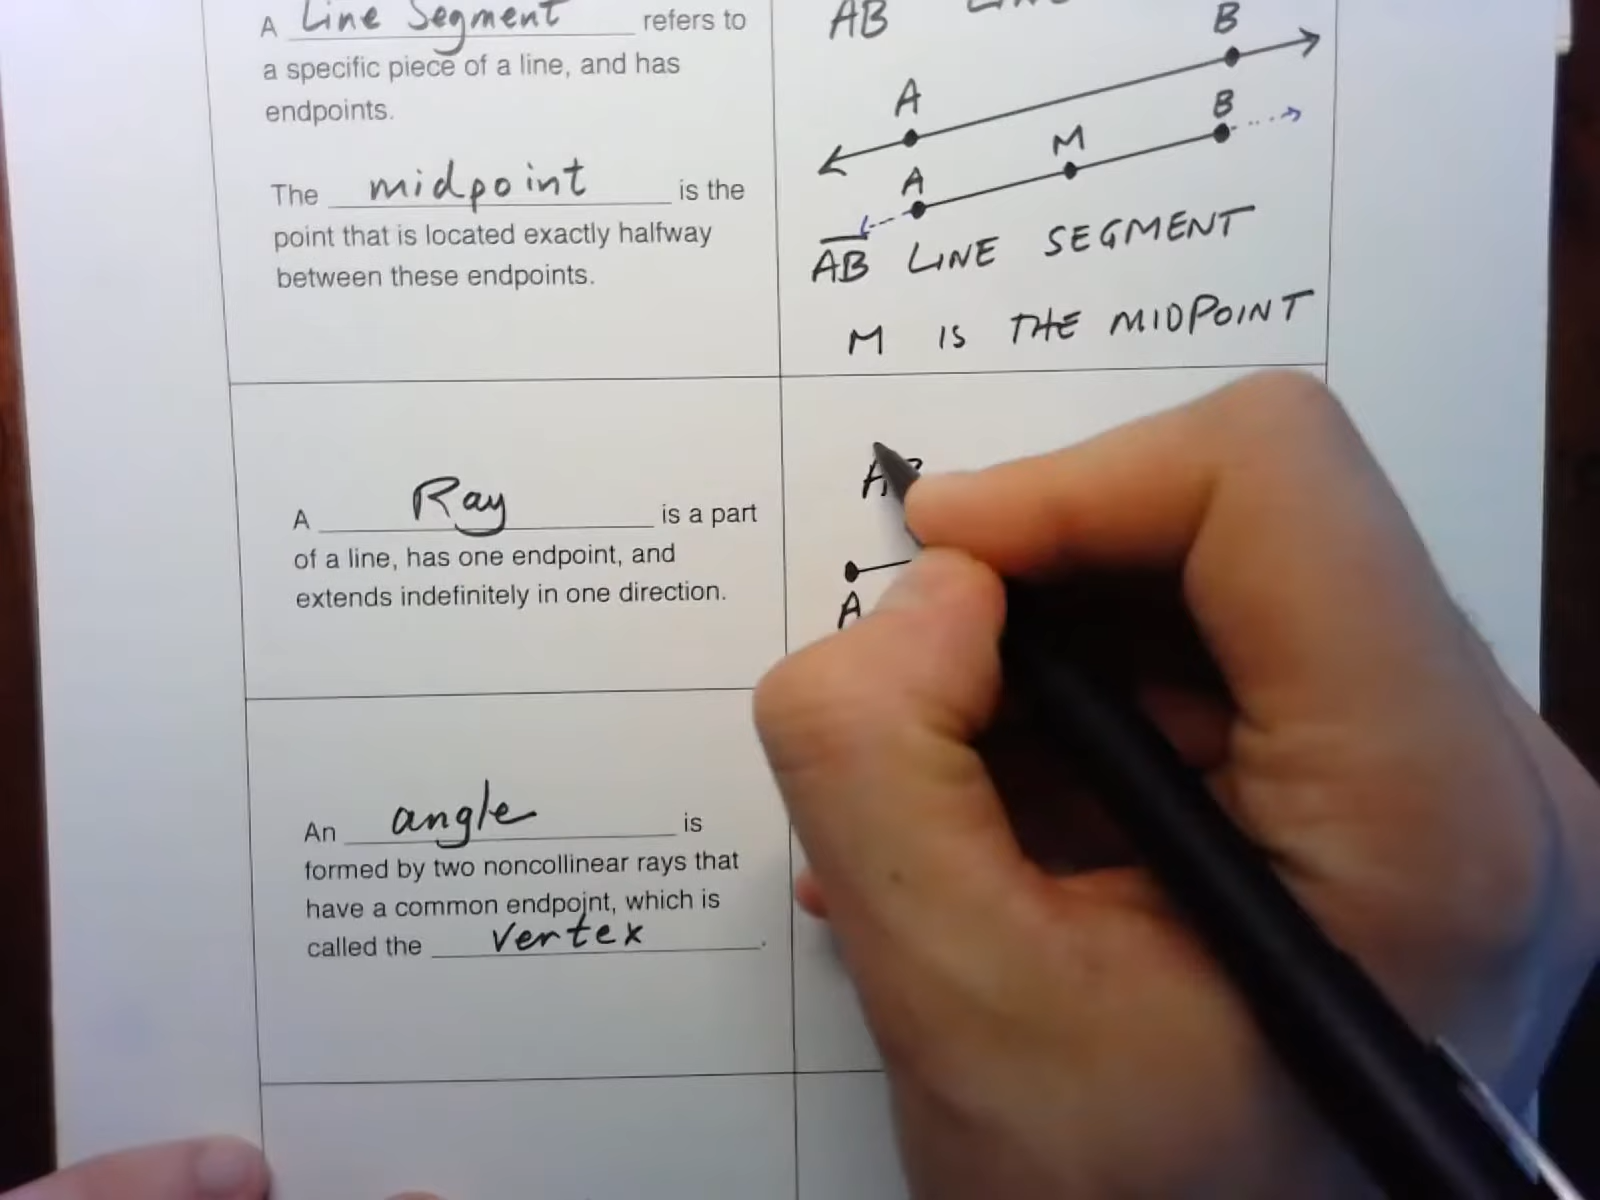 A Line Segment refers to
a specific piece of a line, and has
endpoints.
The midpoint is the
point that is located exactly halfway
between these endpoints.
AB
A B
A M B
AB LINE SEGMENT
M IS THE MIDPOINT
A Ray is a part
of a line, has one endpoint, and
extends indefinitely in one direction.
A
An angle is
formed by two noncollinear rays that
have a common endpoint, which is
called the vertex.